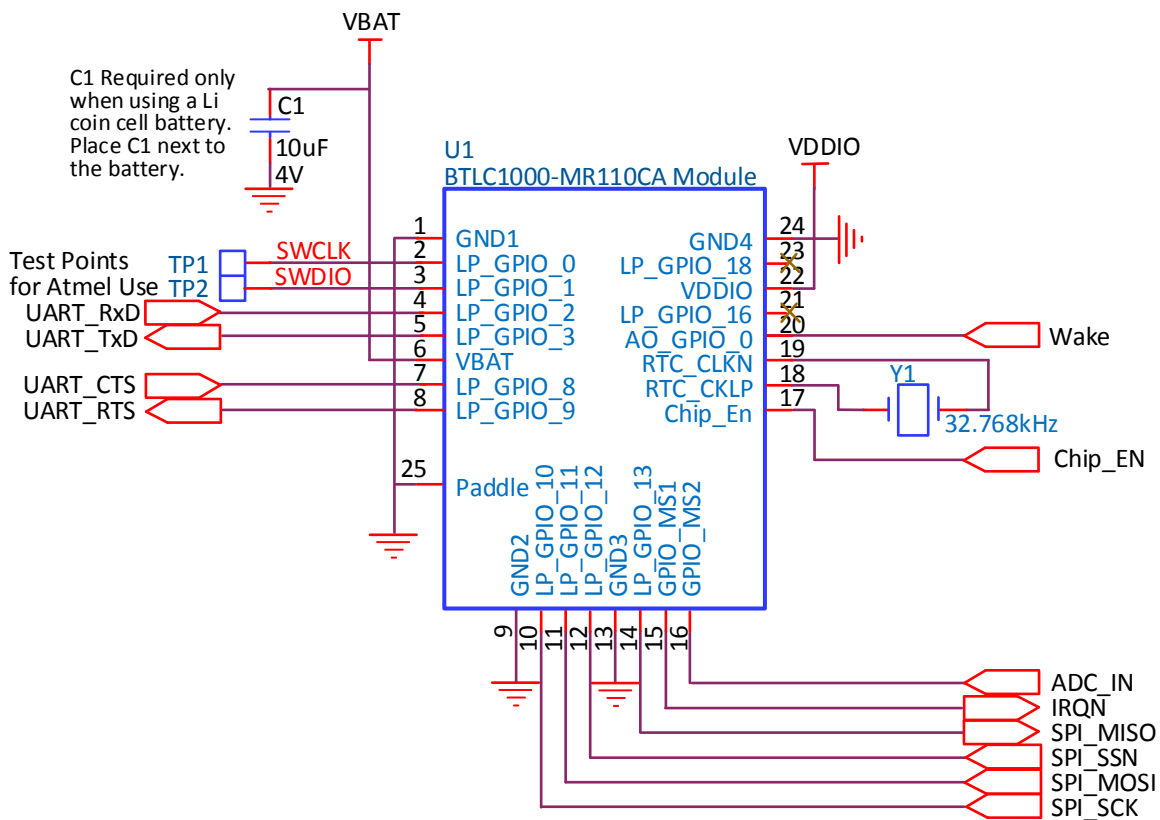 VBAT
C1 Required only
when using a Li
coin cell battery.
Place C1 next to
the battery.
C1
10uF
4V
U1
BTLC1000-MR110CA Module
VDDIO
1
GND1
2
LP_GPIO_0
3
LP_GPIO_1
4
LP_GPIO_2
5
LP_GPIO_3
6
VBAT
7
LP_GPIO_8
8
LP_GPIO_9
25
Paddle
Test Points
for Atmel Use
TP1
TP2
SWCLK
SWDIO
UART_RxD
UART_TxD
UART_CTS
UART_RTS
GND4
24
LP_GPIO_18
23
VDDIO
22
LP_GPIO_16
21
AO_GPIO_0
20
RTC_CLKN
19
RTC_CKLP
18
Chip_En
17
Wake
Y1
32.768kHz
Chip_EN
GND2
LP_GPIO_10
LP_GPIO_11
LP_GPIO_12
GND3
LP_GPIO_13
GPIO_MS1
GPIO_MS2
9
10
11
12
13
14
15
16
ADC_IN
IRQN
SPI_MISO
SPI_SSN
SPI_MOSI
SPI_SCK